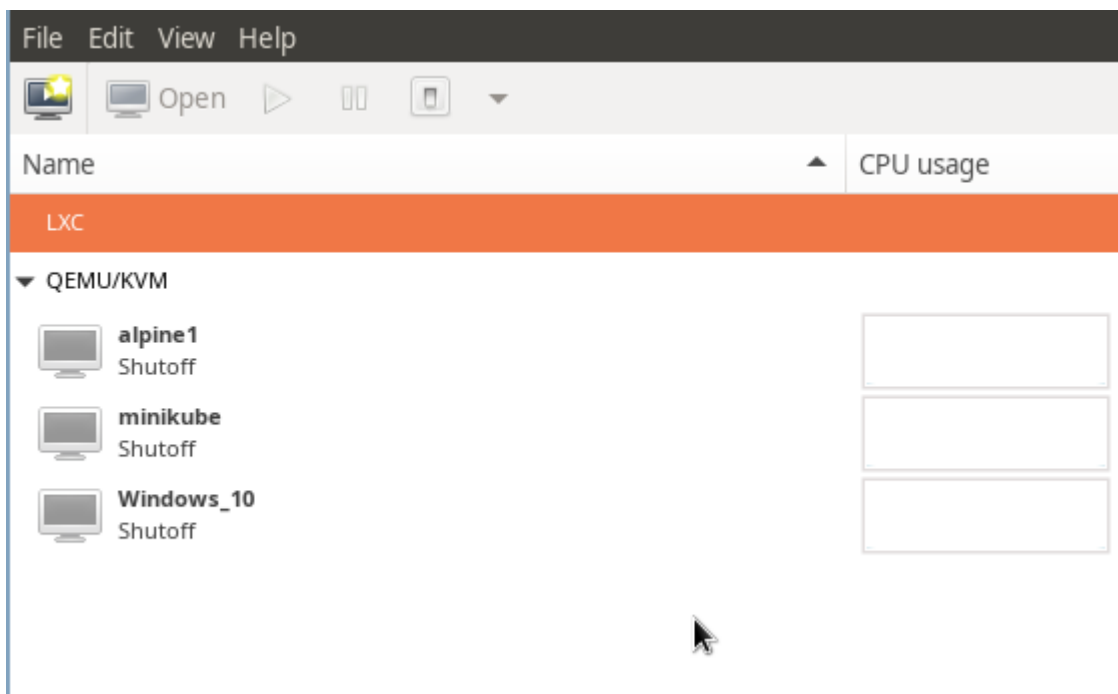 File Edit View Help
Open
Name CPU usage
LXC
QEMU/KVM
alpine1
Shutoff
minikube
Shutoff
Windows_10
Shutoff